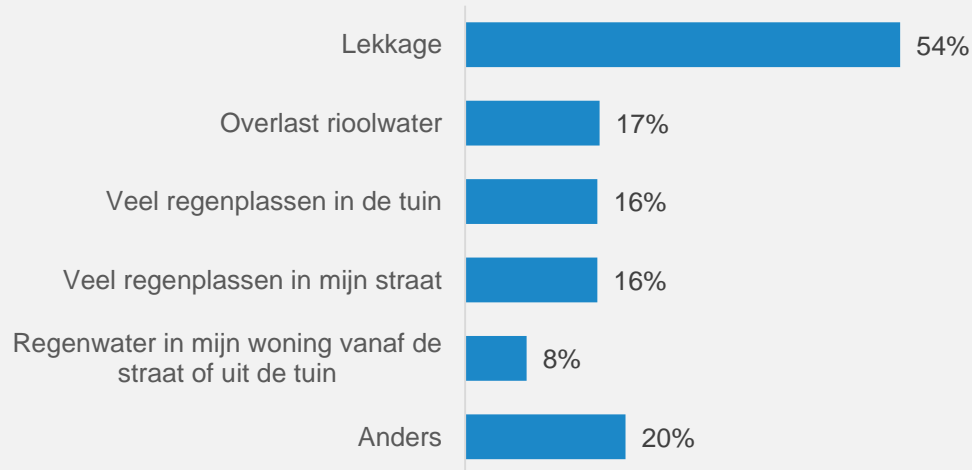 Lekkage
54%
Overlast rioolwater
17%
Veel regenplassen in de tuin
16%
Veel regenplassen in mijn straat
16%
Regenwater in mijn woning vanaf de
straat of uit de tuin
8%
Anders
20%